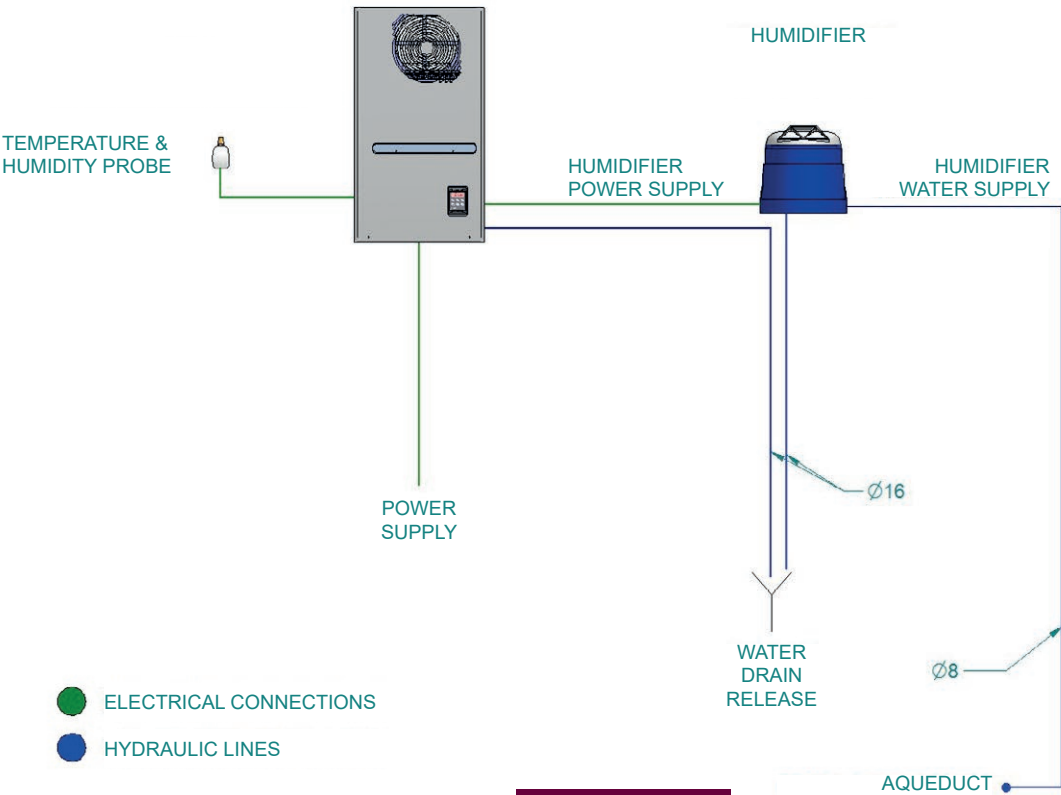 HUMIDIFIER
TEMPERATURE &
HUMIDITY PROBE
HUMIDIFIER
POWER SUPPLY
HUMIDIFIER
WATER SUPPLY
Ø16
POWER
SUPPLY
WATER
DRAIN
RELEASE
Ø8
ELECTRICAL CONNECTIONS
HYDRAULIC LINES
AQUEDUCT